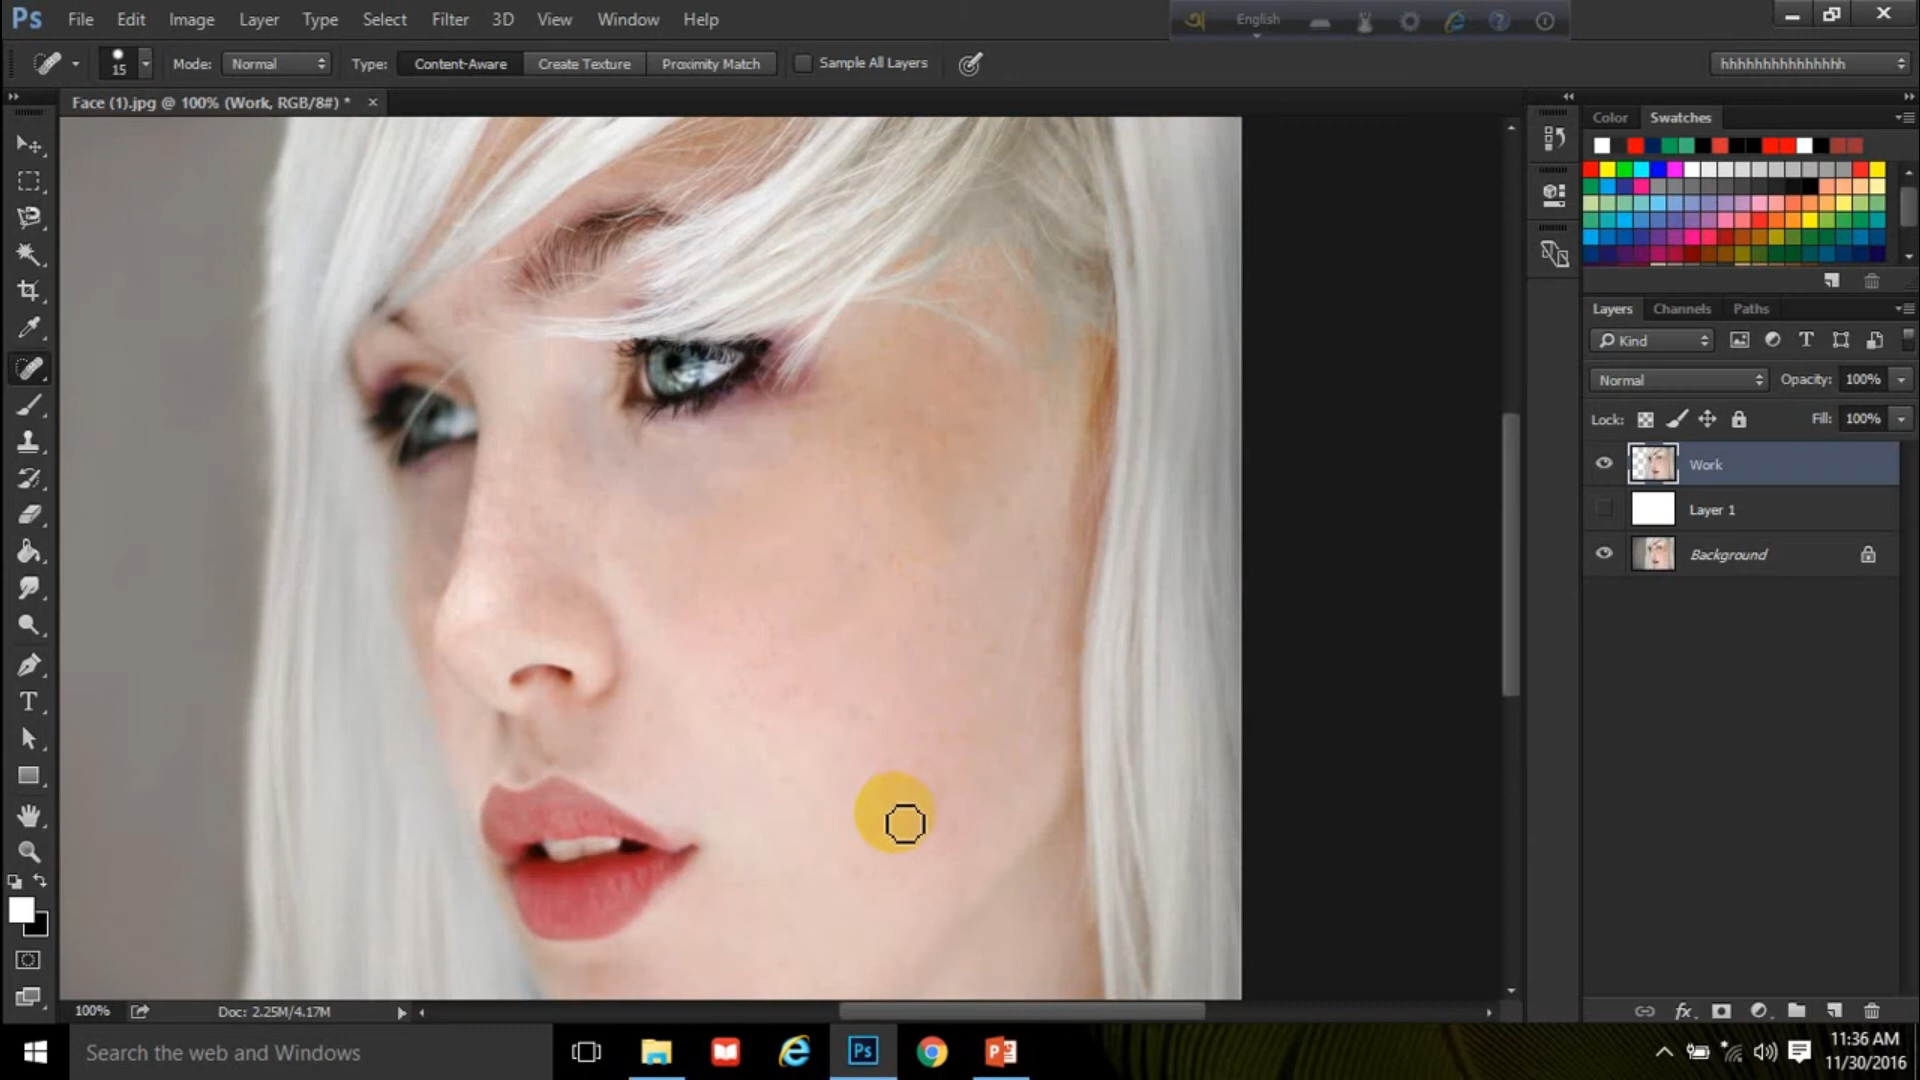 Ps File Edit Image Layer Type Select Filter 3D View Window Help
অ English
15 Mode: Normal Type: Content-Aware Create Texture Proximity Match Sample All Layers hhhhhhhhhhhhhhh
Face (1).jpg @ 100% (Work, RGB/8#) * ×
Color Swatches
Layers Channels Paths
Kind
Normal Opacity: 100%
Lock: Fill: 100%
Work
Layer 1
Background
100% Doc: 2.25M/4.17M
Search the web and Windows
Ps
11:36 AM
11/30/2016